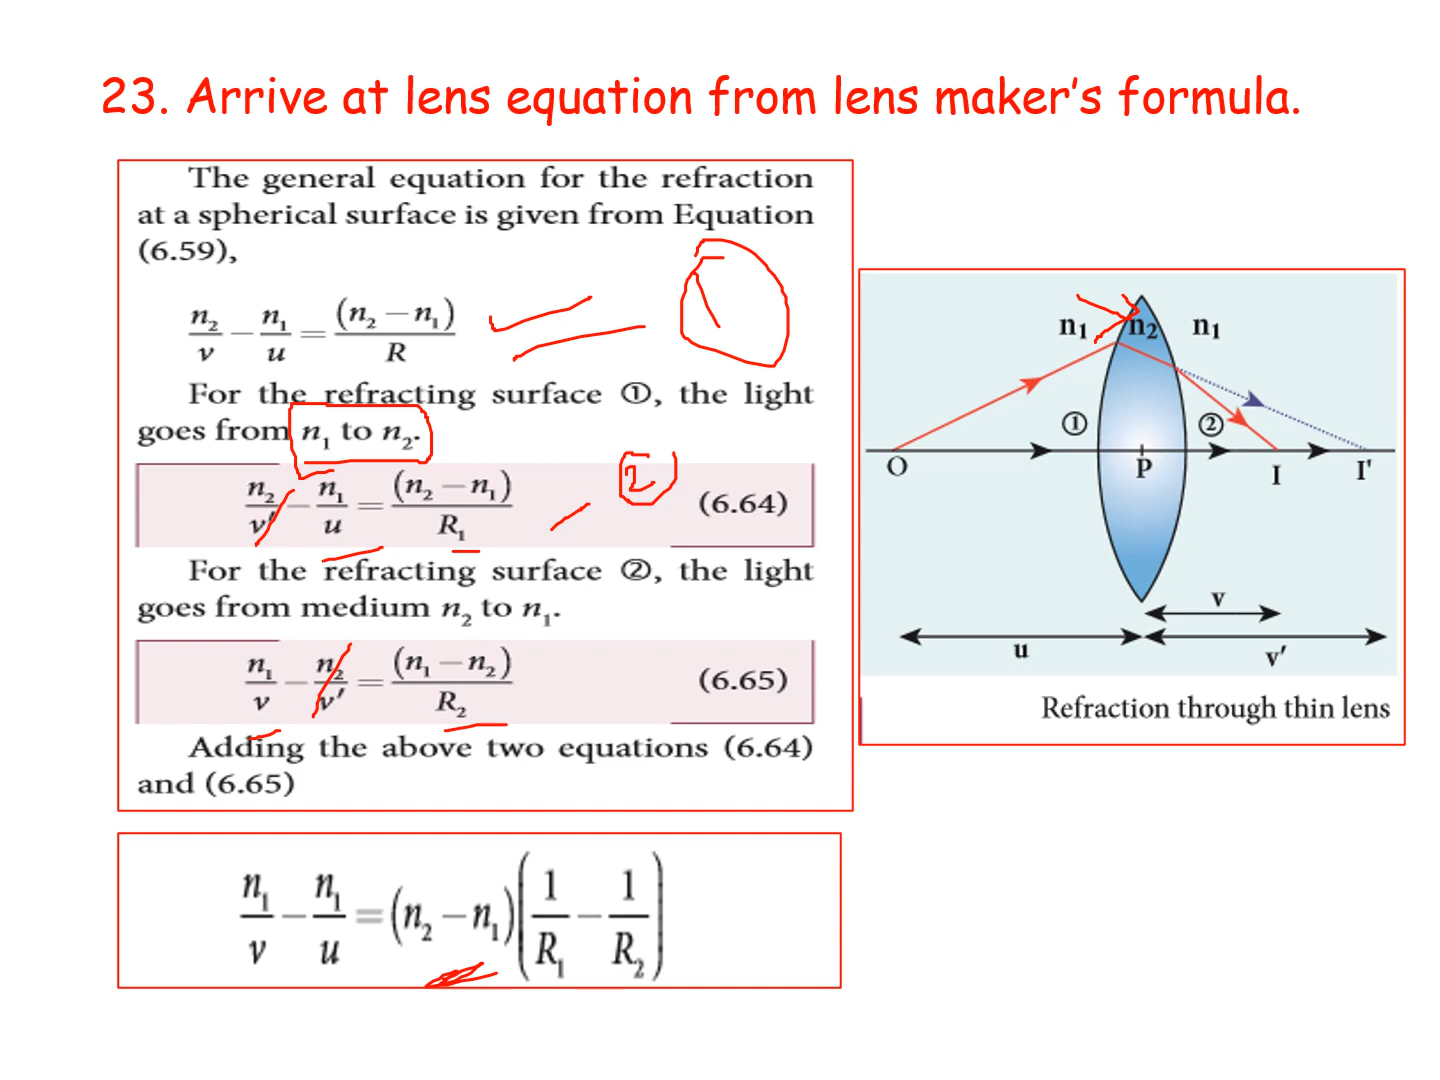 23. Arrive at lens equation from lens maker's formula.
The general equation for the refraction
at a spherical surface is given from Equation
(6.59),
n₂/v − n₁/u = (n₂ − n₁)/R
For the refracting surface ①, the light
goes from n₁ to n₂.
n₂/v′ − n₁/u = (n₂ − n₁)/R₁ (6.64)
2
For the refracting surface ②, the light
goes from medium n₂ to n₁.
n₁/v − n₂/v′ = (n₁ − n₂)/R₂ (6.65)
Adding the above two equations (6.64)
and (6.65)
n₁/v − n₁/u = (n₂ − n₁)(1/R₁ − 1/R₂)
n₁ n₂ n₁
① ②
O P I I'
v
u v′
Refraction through thin lens